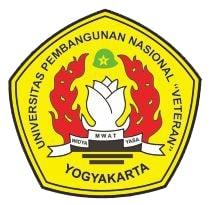 UNIVERSITAS PEMBANGUNAN NASIONAL "VETERAN"
WIDYA MWAT YASA
YOGYAKARTA